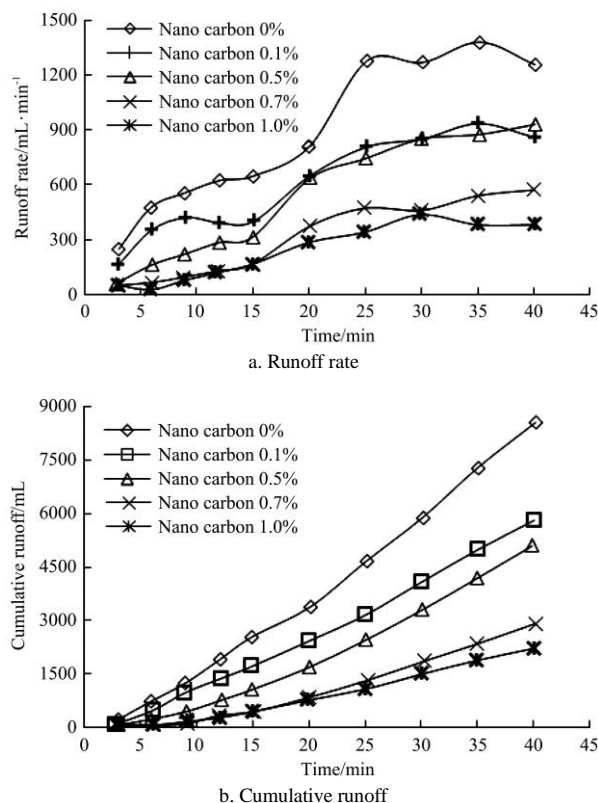 1500
1200
900
600
300
0
Runoff rate/mL·min⁻¹
Nano carbon 0%
Nano carbon 0.1%
Nano carbon 0.5%
Nano carbon 0.7%
Nano carbon 1.0%
0 5 10 15 20 25 30 35 40 45
Time/min
a. Runoff rate
9000
7500
6000
4500
3000
1500
0
Cumulative runoff/mL
Nano carbon 0%
Nano carbon 0.1%
Nano carbon 0.5%
Nano carbon 0.7%
Nano carbon 1.0%
0 5 10 15 20 25 30 35 40 45
Time/min
b. Cumulative runoff